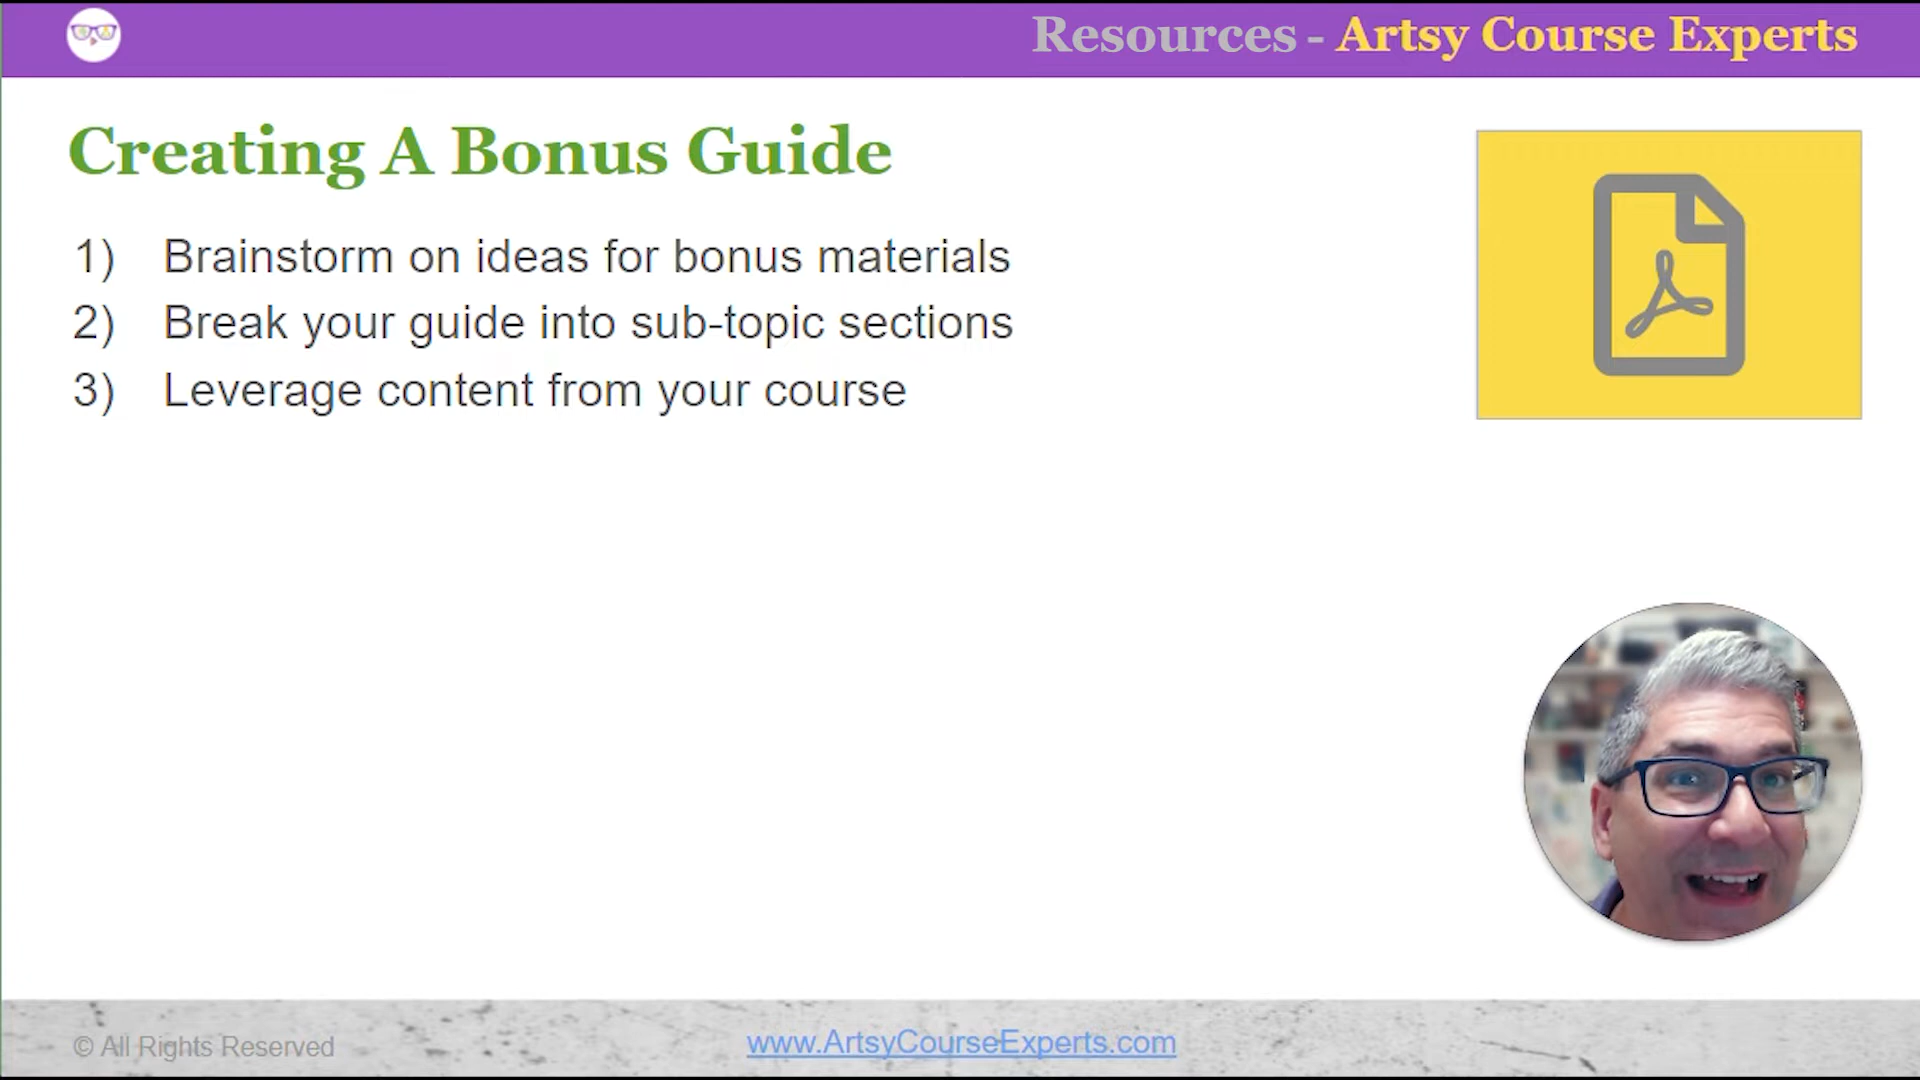 Resources - Artsy Course Experts
Creating A Bonus Guide
1) Brainstorm on ideas for bonus materials
2) Break your guide into sub-topic sections
3) Leverage content from your course
© All Rights Reserved
www.ArtsyCourseExperts.com